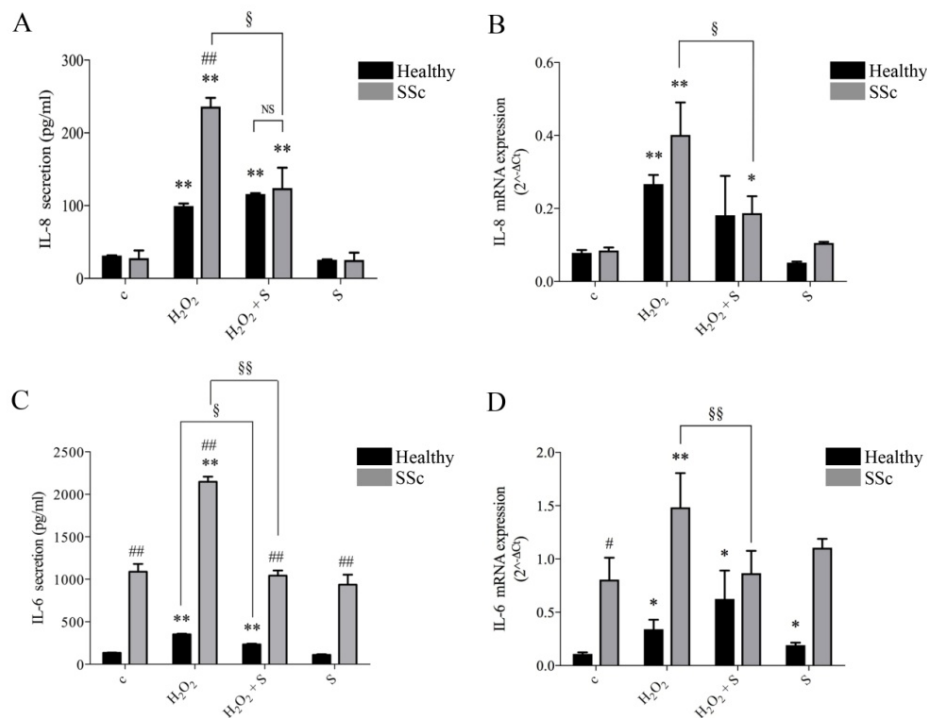 A
§
300
##
**
Healthy
SSc
200
NS
**
**
**
100
0
IL-8 secretion (pg/ml)
c
H₂O₂
H₂O₂ + S
S
B
§
0.6
**
Healthy
SSc
0.4
**
*
0.2
0.0
IL-8 mRNA expression
(2^-ΔCt)
c
H₂O₂
H₂O₂ + S
S
C
§§
§
2500
##
**
Healthy
SSc
2000
1500
##
##
##
1000
500
**
**
0
IL-6 secretion (pg/ml)
c
H₂O₂
H₂O₂ + S
S
D
§§
2.0
**
Healthy
SSc
1.5
#
1.0
*
*
*
0.5
0.0
IL-6 mRNA expression
(2^-ΔCt)
c
H₂O₂
H₂O₂ + S
S